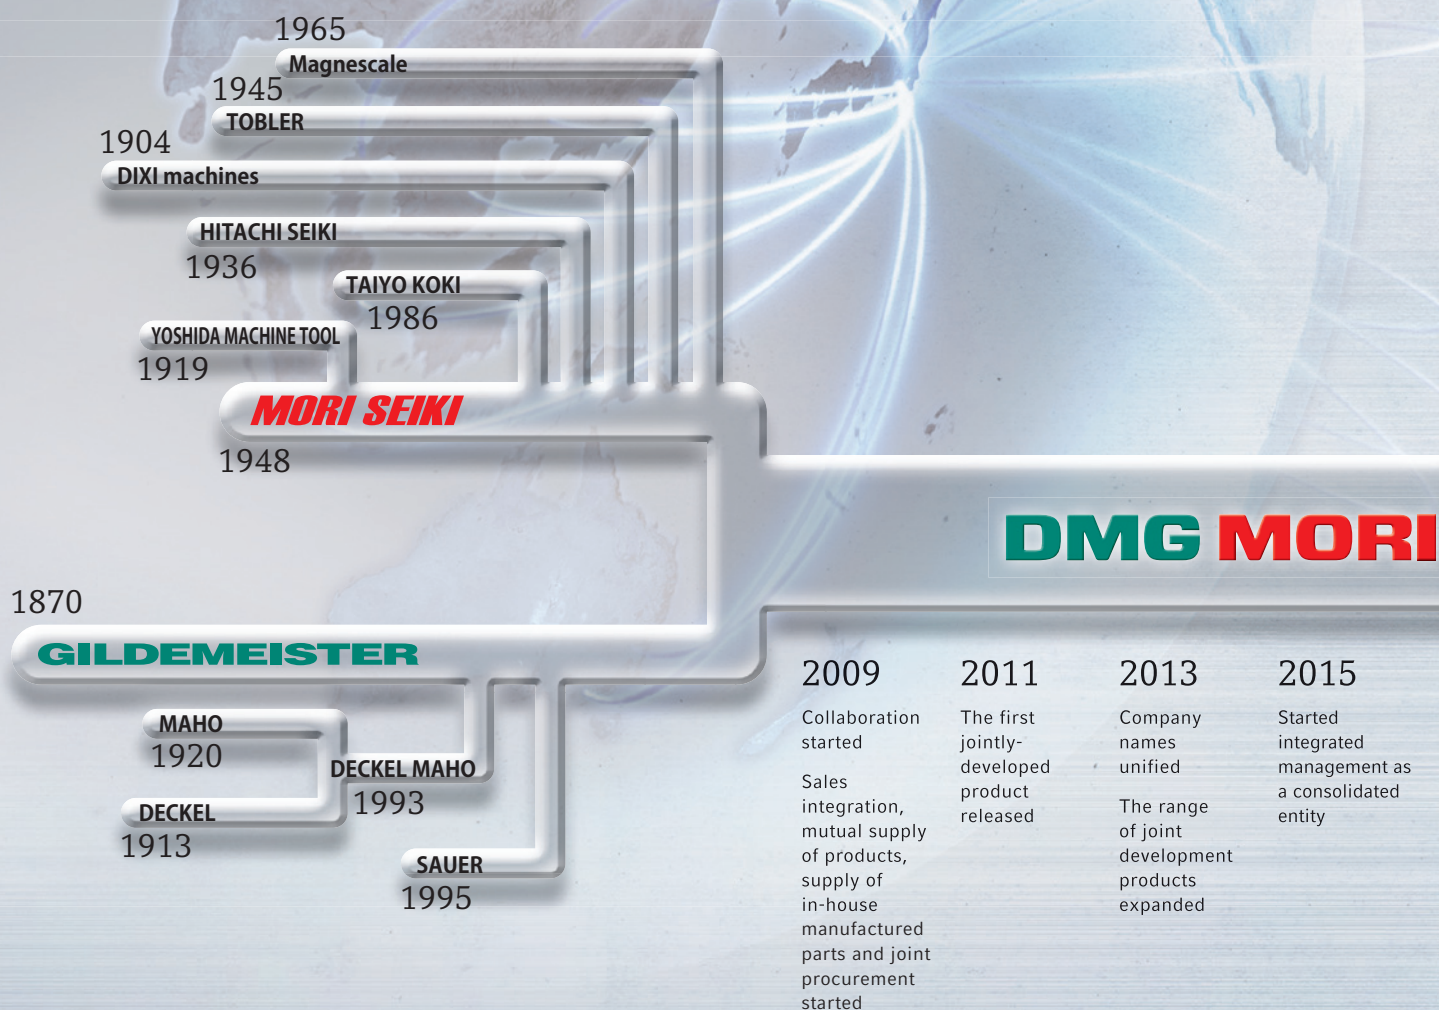 1965
Magnescale
1945
TOBLER
1904
DIXI machines
HITACHI SEIKI
1936
TAIYO KOKI
1986
YOSHIDA MACHINE TOOL
1919
MORI SEIKI
1948
DMG MORI
1870
GILDEMEISTER
MAHO
1920
DECKEL MAHO
1993
DECKEL
1913
SAUER
1995
2009
Collaboration
started
Sales
integration,
mutual supply
of products,
supply of
in-house
manufactured
parts and joint
procurement
started
2011
The first
jointly-
developed
product
released
2013
Company
names
unified
The range
of joint
development
products
expanded
2015
Started
integrated
management as
a consolidated
entity